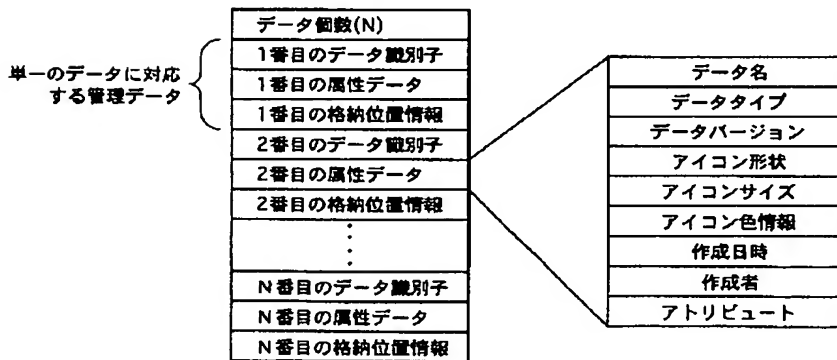 データ個数(N)
1番目のデータ識別子
1番目の属性データ
1番目の格納位置情報
2番目のデータ識別子
2番目の属性データ
2番目の格納位置情報
N番目のデータ識別子
N番目の属性データ
N番目の格納位置情報
単一のデータに対応
する管理データ
データ名
データタイプ
データバージョン
アイコン形状
アイコンサイズ
アイコン色情報
作成日時
作成者
アトリビュート